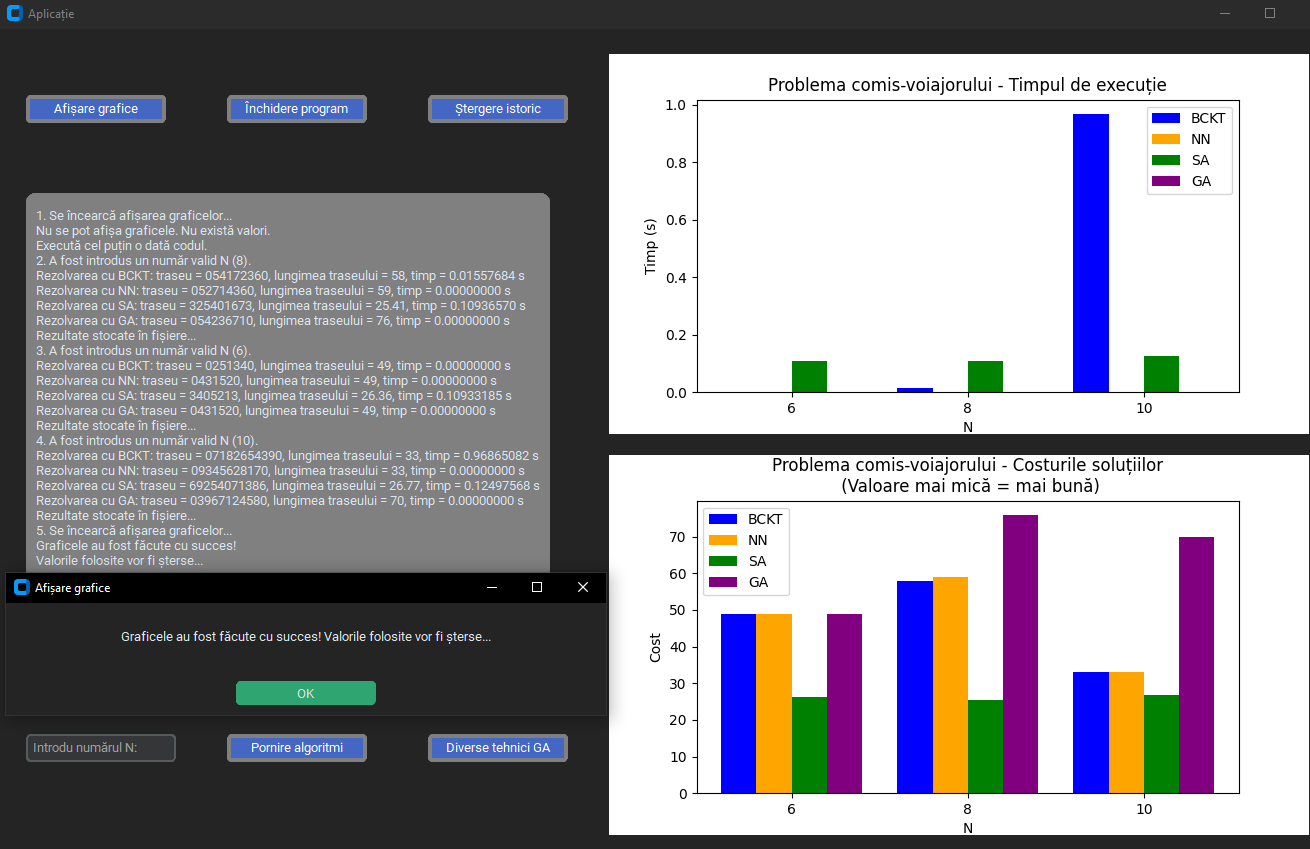 Aplicație
Afișare grafice
Închidere program
Ștergere istoric
1. Se încearcă afișarea graficelor...
Nu se pot afișa graficele. Nu există valori.
Execută cel puțin o dată codul.
2. A fost introdus un număr valid N (8).
Rezolvarea cu BCKT: traseu = 054172360, lungimea traseului = 58, timp = 0.01557684 s
Rezolvarea cu NN: traseu = 052714360, lungimea traseului = 59, timp = 0.00000000 s
Rezolvarea cu SA: traseu = 325401673, lungimea traseului = 25.41, timp = 0.10936570 s
Rezolvarea cu GA: traseu = 054236710, lungimea traseului = 76, timp = 0.00000000 s
Rezultate stocate în fișiere...
3. A fost introdus un număr valid N (6).
Rezolvarea cu BCKT: traseu = 0251340, lungimea traseului = 49, timp = 0.00000000 s
Rezolvarea cu NN: traseu = 0431520, lungimea traseului = 49, timp = 0.00000000 s
Rezolvarea cu SA: traseu = 3405213, lungimea traseului = 26.36, timp = 0.10933185 s
Rezolvarea cu GA: traseu = 0431520, lungimea traseului = 49, timp = 0.00000000 s
Rezultate stocate în fișiere...
4. A fost introdus un număr valid N (10).
Rezolvarea cu BCKT: traseu = 07182654390, lungimea traseului = 33, timp = 0.96865082 s
Rezolvarea cu NN: traseu = 09345628170, lungimea traseului = 33, timp = 0.00000000 s
Rezolvarea cu SA: traseu = 69254071386, lungimea traseului = 26.77, timp = 0.12497568 s
Rezolvarea cu GA: traseu = 03967124580, lungimea traseului = 70, timp = 0.00000000 s
Rezultate stocate în fișiere...
5. Se încearcă afișarea graficelor...
Graficele au fost făcute cu succes!
Valorile folosite vor fi șterse...
Afișare grafice
Graficele au fost făcute cu succes! Valorile folosite vor fi șterse...
OK
Introdu numărul N:
Pornire algoritmi
Diverse tehnici GA
Problema comis-voiajorului - Timpul de execuție
1.0
0.8
0.6
0.4
0.2
0.0
Timp (s)
BCKT
NN
SA
GA
6
8
10
N
Problema comis-voiajorului - Costurile soluțiilor
(Valoare mai mică = mai bună)
70
60
50
40
30
20
10
0
Cost
BCKT
NN
SA
GA
6
8
10
N